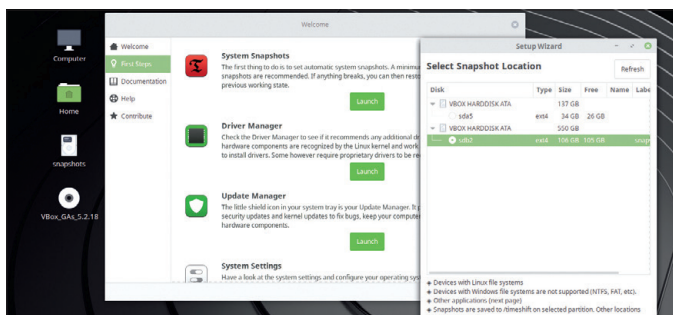 Computer
Home
snapshots
VBox_GAs_5.2.18
Welcome
Welcome
First Steps
Documentation
Help
Contribute
System Snapshots
The first thing to do is to set automatic system snapshots. A minimum
snapshots are recommended. If anything breaks, you can then resto
previous working state.
Launch
Driver Manager
Check the Driver Manager to see if it recommends any additional dr
hardware components are recognized by the Linux kernel and work
to install drivers. Some however require proprietary drivers to be
Launch
Update Manager
The little shield icon in your system tray is your Update Manager. It
security updates and kernel updates to fix bugs, keep your computer
hardware components.
Launch
System Settings
Have a look at the system settings and configure your operating sys
Setup Wizard
Select Snapshot Location
Refresh
Disk Type Size Free Name Labe
VBOX HARDDISK ATA 137 GB
sda5 ext4 34 GB 26 GB
VBOX HARDDISK ATA 550 GB
sdb2 ext4 106 GB 105 GB snap
Devices with Linux file systems
Devices with Windows file systems are not supported (NTFS, FAT, etc).
Other applications (next page)
Snapshots are saved to /timeshift on selected partition. Other locations